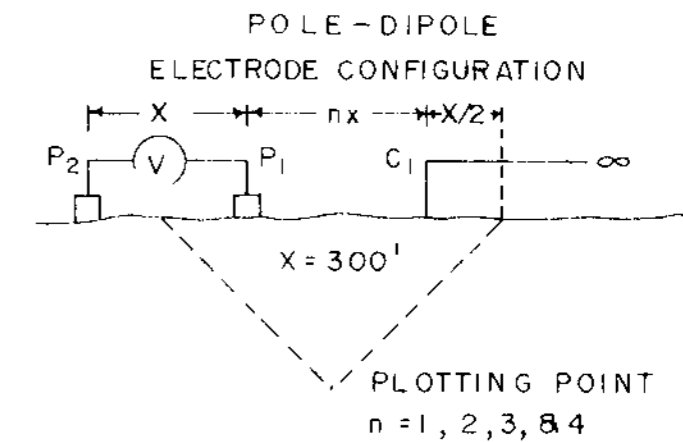 POLE-DIPOLE
ELECTRODE CONFIGURATION
X nx X/2
P2 V P1 C1 ∞
X = 300'
PLOTTING POINT
n = 1, 2, 3, & 4